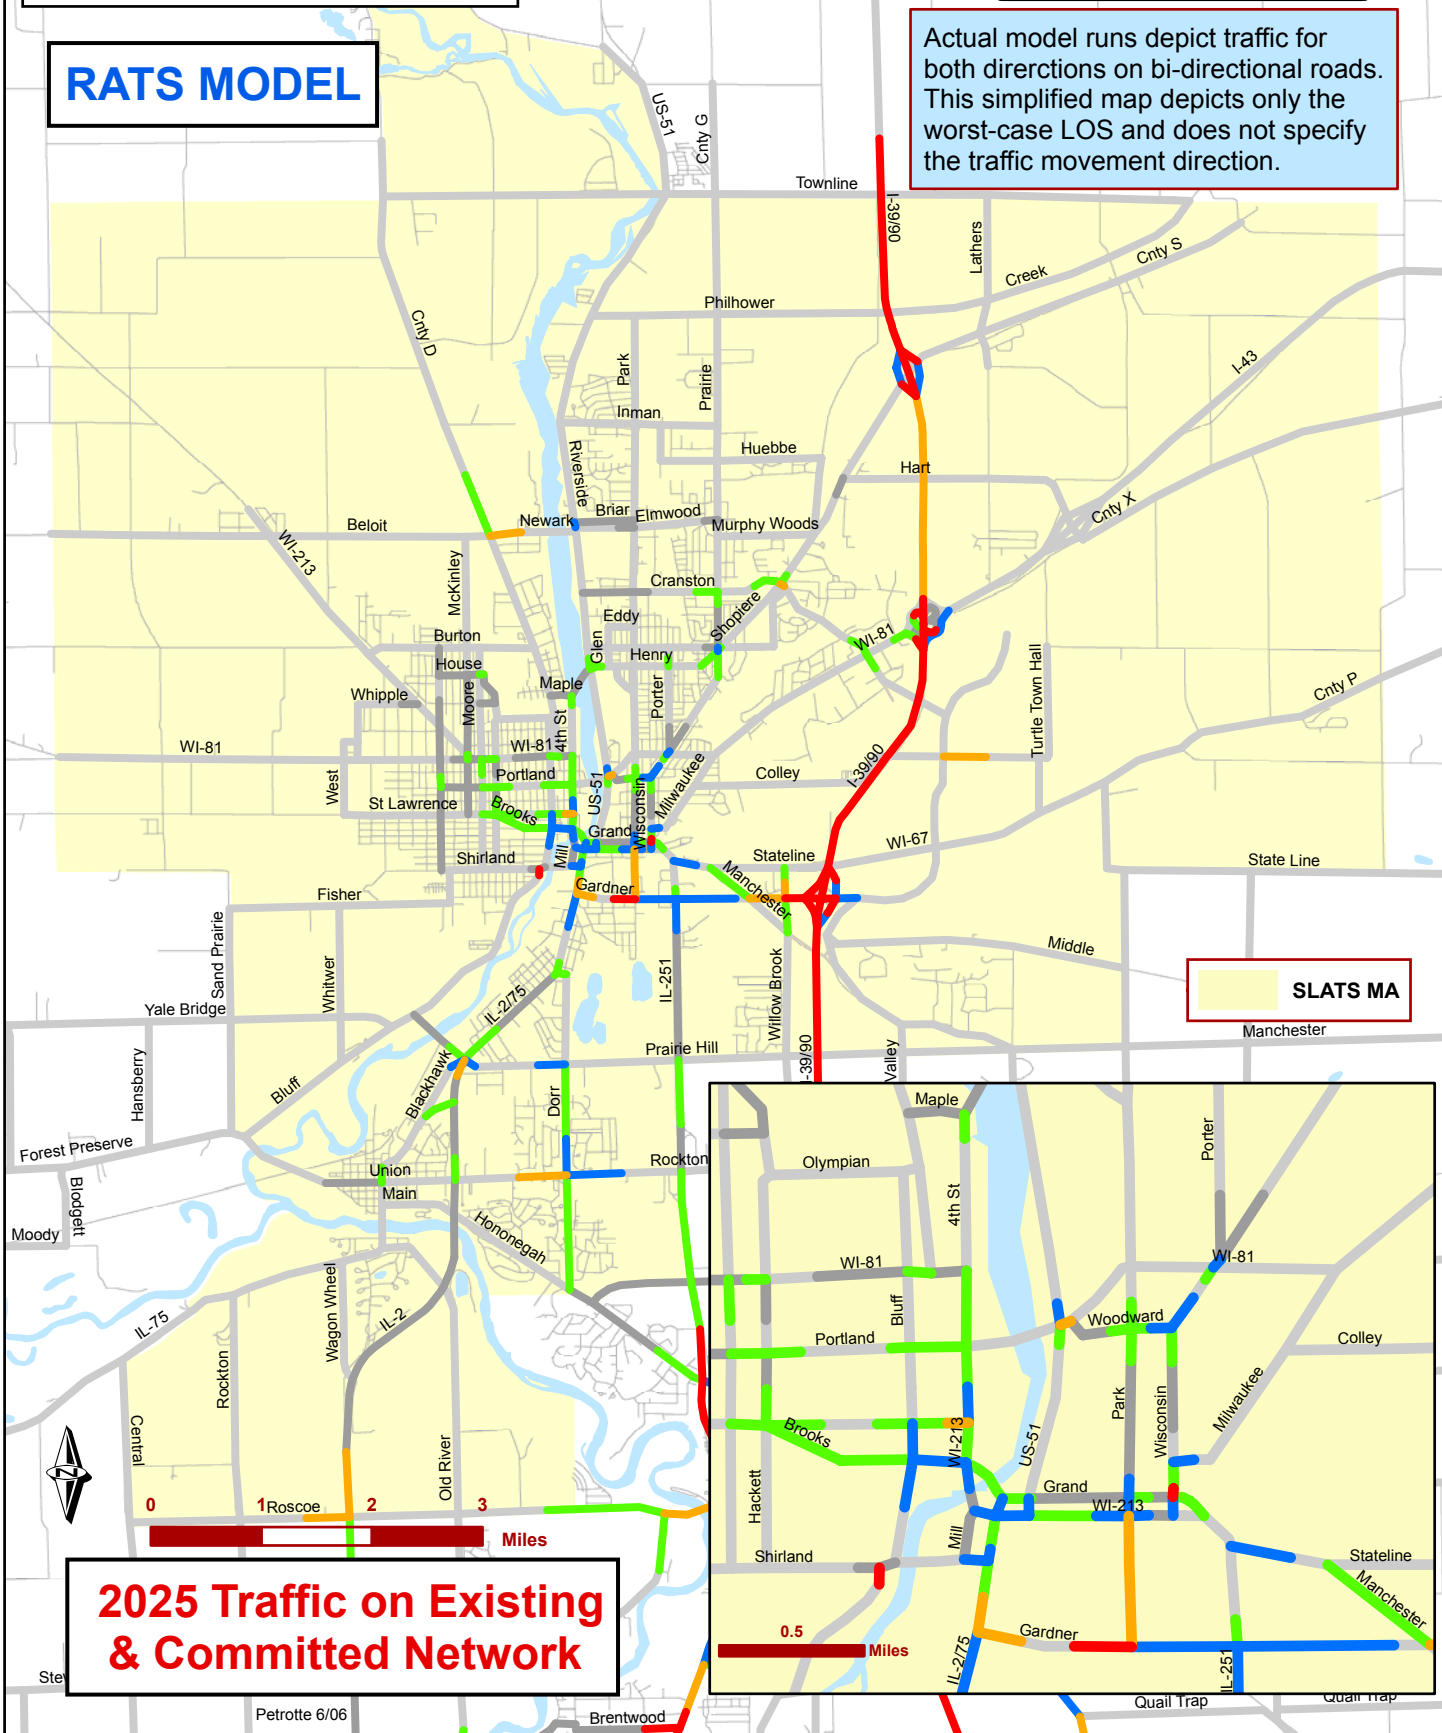 RATS MODEL
Actual model runs depict traffic for
both direrctions on bi-directional roads.
This simplified map depicts only the
worst-case LOS and does not specify
the traffic movement direction.
US-51
Cnty G
Townline
I-39/90
Lathers
Creek
Cnty S
Philhower
Cnty D
Park
Prairie
I-43
Inman
Riverside
Huebbe
Hart
Cnty X
Beloit
Newark
Briar
Elmwood
Murphy Woods
WI-213
McKinley
Cranston
Eddy
Shopiere
Burton
House
Glen
Henry
WI-81
Turtle Town Hall
Whipple
Moore
Maple
Porter
Cnty P
WI-81
4th St
WI-81
I-39/90
West
Portland
US-51
Wisconsin
Milwaukee
Colley
St Lawrence
Brooks
Grand
WI-67
Shirland
Mill
Stateline
State Line
Fisher
Gardner
Manchester
Sand Prairie
Whitwer
IL-251
Willow Brook
Middle
SLATS MA
Yale Bridge
IL-2/75
Manchester
Hansberry
Bluff
Blackhawk
Prairie Hill
I-39/90
Valley
Dorr
Forest Preserve
Union
Rockton
Blodgett
Main
Moody
Hononegah
Wagon Wheel
IL-75
IL-2
Rockton
Central
Old River
Roscoe
N
0
1
2
3
Miles
2025 Traffic on Existing
& Committed Network
Petrotte 6/06
Brentwood
Maple
Porter
Olympian
4th St
WI-81
WI-81
Bluff
Woodward
Portland
Colley
Park
Wisconsin
Milwaukee
Brooks
WI-213
US-51
Hackett
Grand
WI-213
Mill
Shirland
Stateline
Manchester
0.5
Miles
Gardner
IL-2/75
IL-251
Quail Trap
Quail Trap